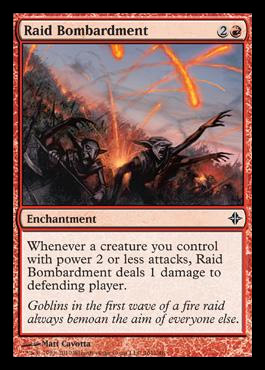 Raid Bombardment 2
Enchantment
Whenever a creature you control
with power 2 or less attacks, Raid
Bombardment deals 1 damage to
defending player.
Goblins in the first wave of a fire raid
always bemoan the aim of everyone else.
Matt Cavotta